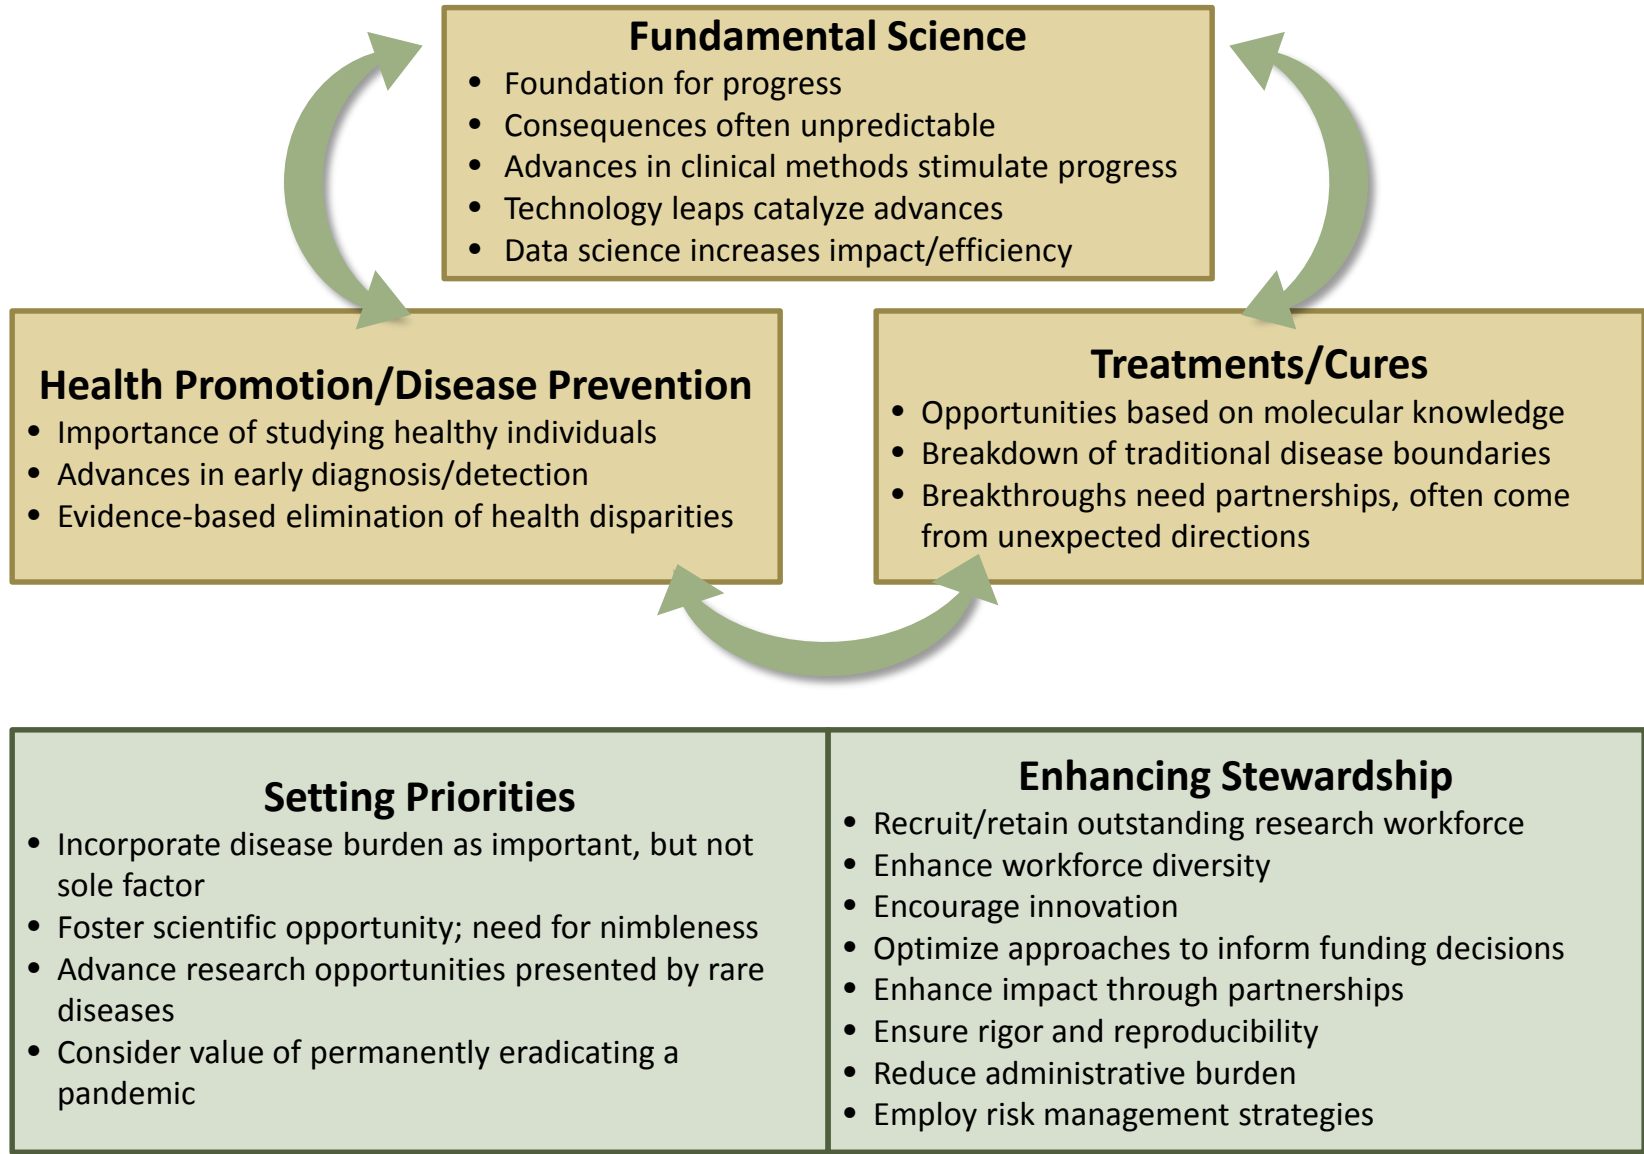 Fundamental Science
• Foundation for progress
• Consequences often unpredictable
• Advances in clinical methods stimulate progress
• Technology leaps catalyze advances
• Data science increases impact/efficiency
Health Promotion/Disease Prevention
• Importance of studying healthy individuals
• Advances in early diagnosis/detection
• Evidence-based elimination of health disparities
Treatments/Cures
• Opportunities based on molecular knowledge
• Breakdown of traditional disease boundaries
• Breakthroughs need partnerships, often come
from unexpected directions
Setting Priorities
• Incorporate disease burden as important, but not
sole factor
• Foster scientific opportunity; need for nimbleness
• Advance research opportunities presented by rare
diseases
• Consider value of permanently eradicating a
pandemic
Enhancing Stewardship
• Recruit/retain outstanding research workforce
• Enhance workforce diversity
• Encourage innovation
• Optimize approaches to inform funding decisions
• Enhance impact through partnerships
• Ensure rigor and reproducibility
• Reduce administrative burden
• Employ risk management strategies